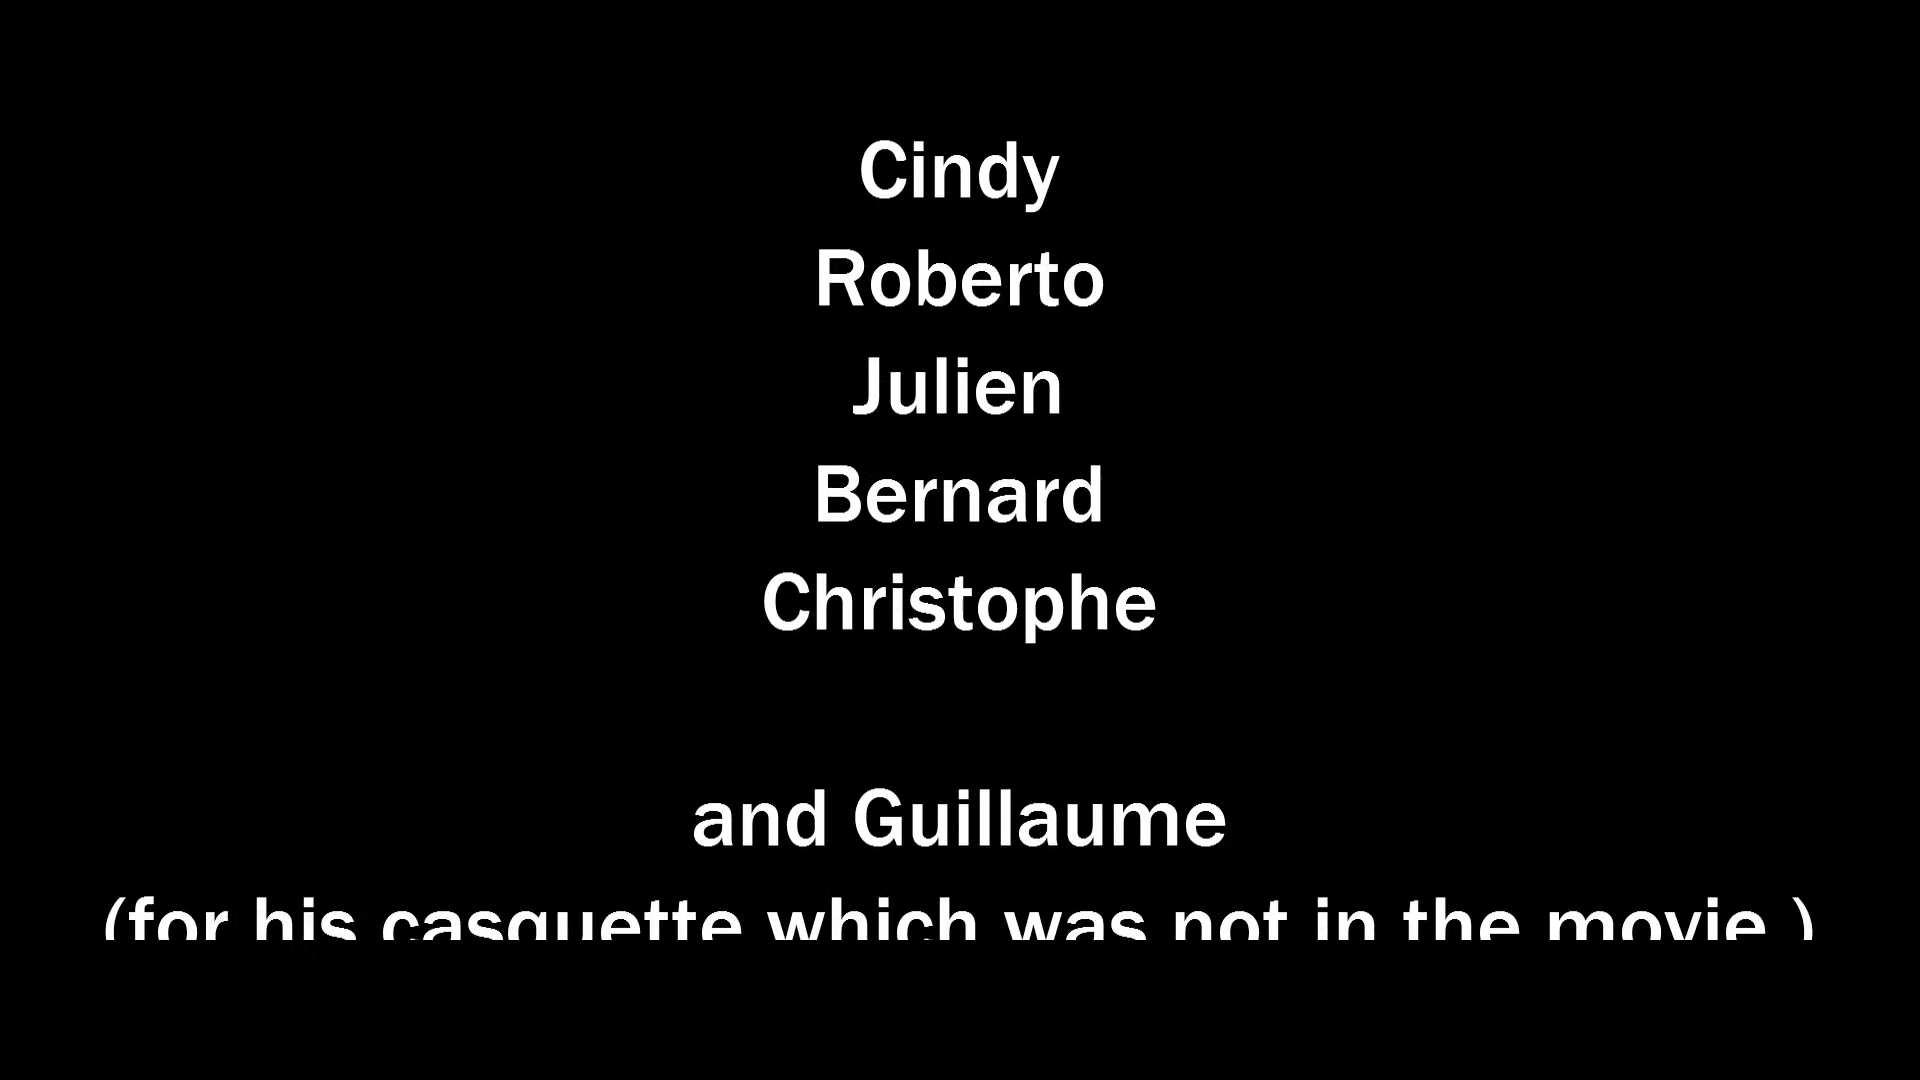 Cindy
Roberto
Julien
Bernard
Christophe
and Guillaume
(for his casquette which was not in the movie )